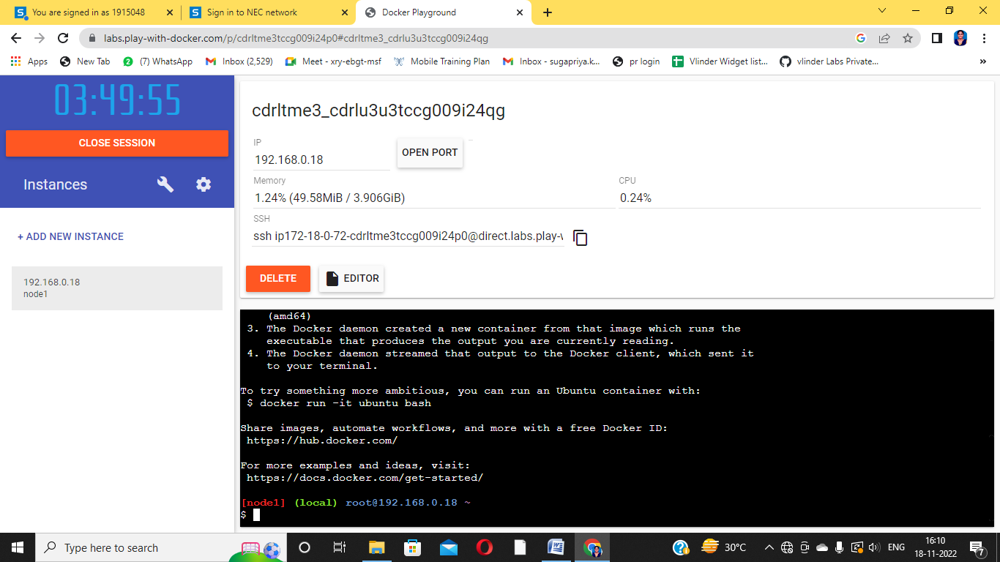 You are signed in as 1915048
Sign in to NEC network
Docker Playground
labs.play-with-docker.com/p/cdrltme3tccg009i24p0#cdrltme3_cdrlu3u3tccg009i24qg
Apps
New Tab
(7) WhatsApp
Inbox (2,529)
Meet - xry-ebgt-msf
Mobile Training Plan
Inbox - sugapriya.k...
pr login
Vlinder Widget list...
vlinder Labs Private...
»
03:49:55
CLOSE SESSION
Instances
+ ADD NEW INSTANCE
192.168.0.18
node1
cdrltme3_cdrlu3u3tccg009i24qg
IP
192.168.0.18
OPEN PORT
Memory
1.24% (49.58MiB / 3.906GiB)
CPU
0.24%
SSH
ssh ip172-18-0-72-cdrltme3tccg009i24p0@direct.labs.play-w
DELETE
EDITOR
(amd64)
3. The Docker daemon created a new container from that image which runs the
executable that produces the output you are currently reading.
4. The Docker daemon streamed that output to the Docker client, which sent it
to your terminal.
To try something more ambitious, you can run an Ubuntu container with:
$ docker run -it ubuntu bash
Share images, automate workflows, and more with a free Docker ID:
https://hub.docker.com/
For more examples and ideas, visit:
https://docs.docker.com/get-started/
[node1] (local) root@192.168.0.18 ~
$
Type here to search
30°C
ENG
16:10
18-11-2022
7